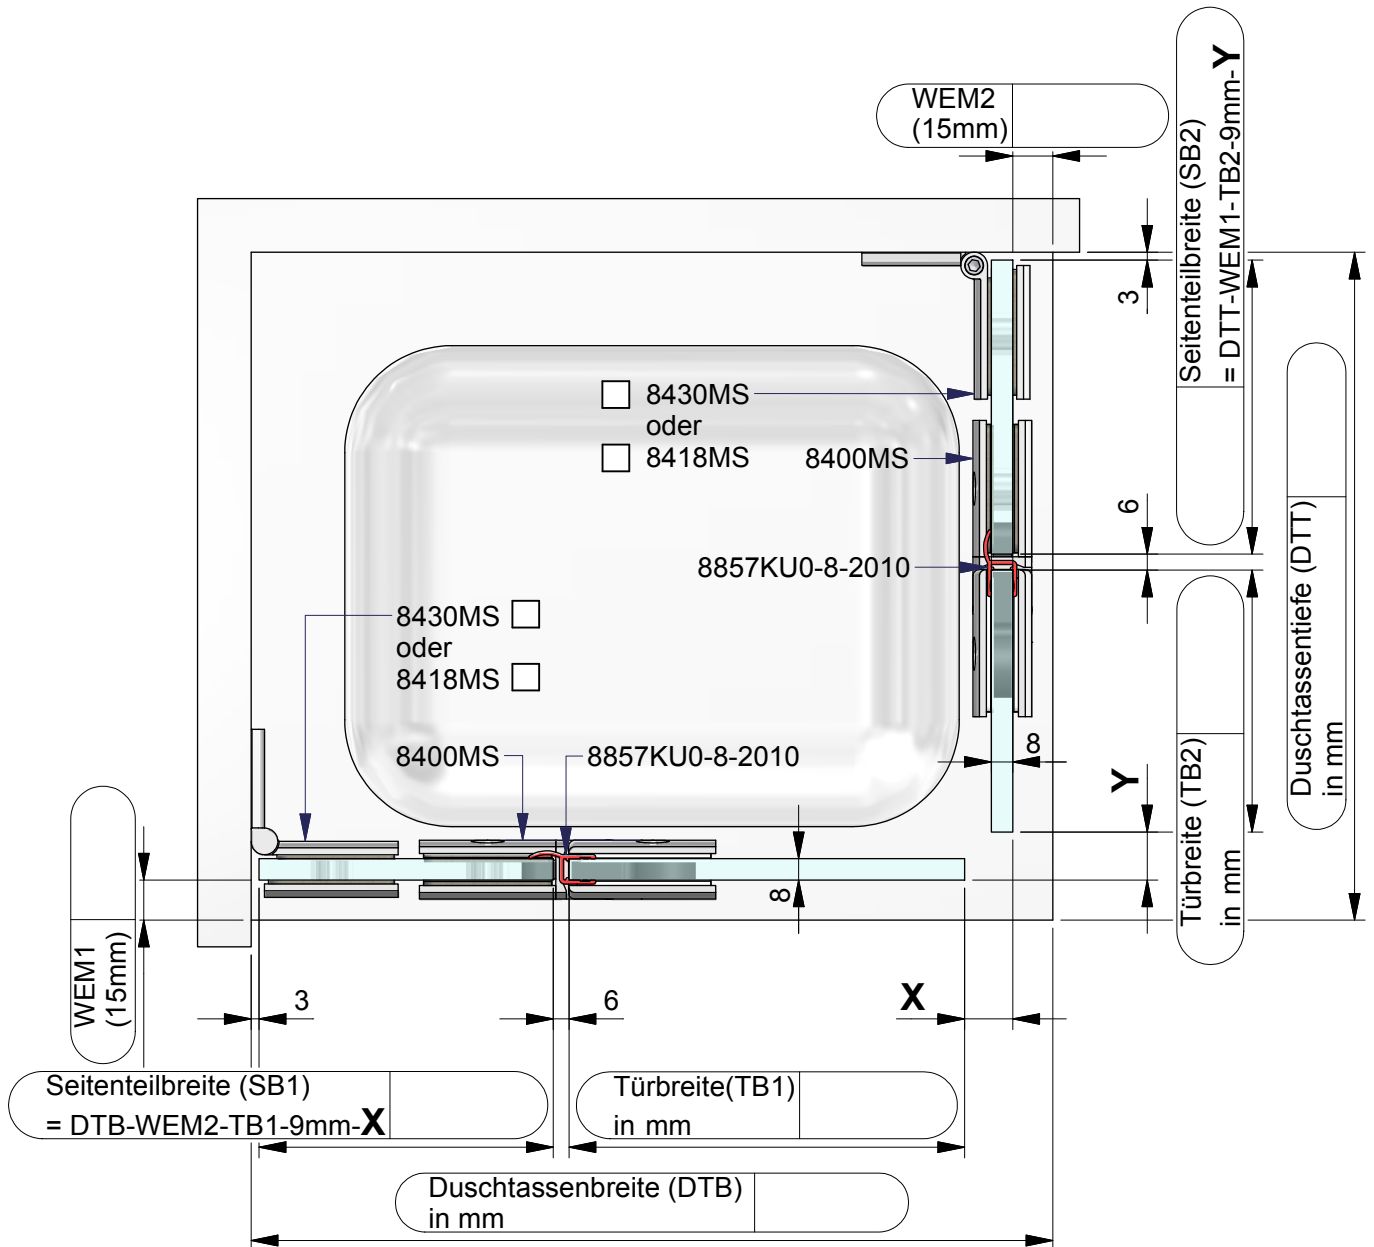 WEM2
(15mm)
Seitenteilbreite (SB2)
= DTT-WEM1-TB2-9mm-Y
3
8430MS
oder
8418MS
8400MS
6
8857KU0-8-2010
Duschtassentiefe (DTT)
in mm
8430MS
oder
8418MS
8400MS
8857KU0-8-2010
8
Y
Türbreite (TB2)
in mm
8
WEM1
(15mm)
3
6
X
Seitenteilbreite (SB1)
= DTB-WEM2-TB1-9mm-X
Türbreite(TB1)
in mm
Duschtassenbreite (DTB)
in mm